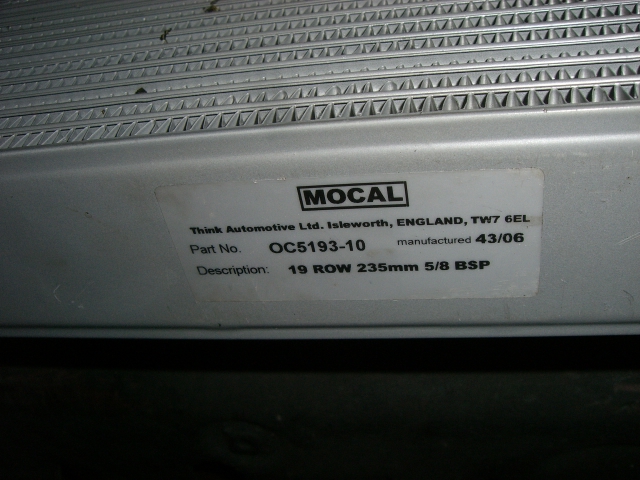 MOCAL
Think Automotive Ltd. Isleworth, ENGLAND, TW7 6EL
Part No. OC5193-10 manufactured 43/06
Description: 19 ROW 235mm 5/8 BSP